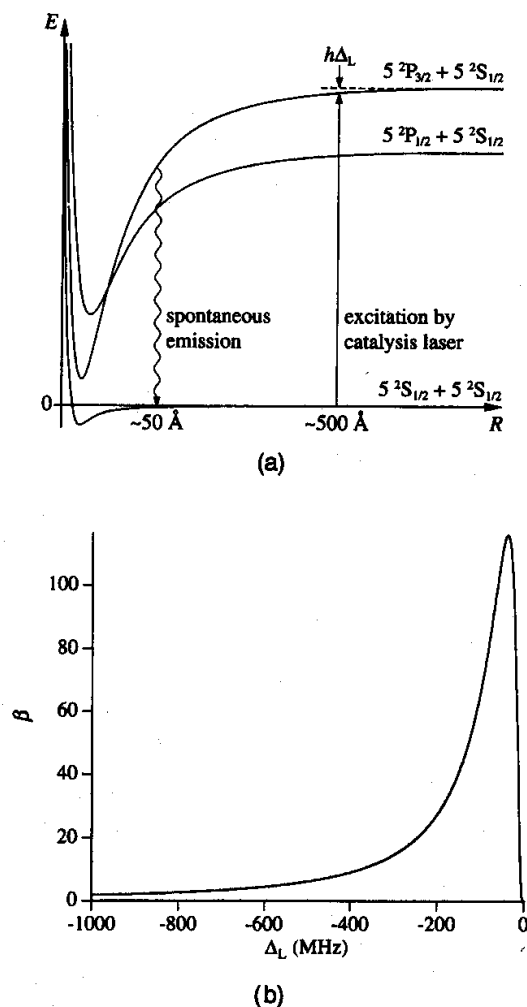 E
hΔ_L
5 ²P₃/₂ + 5 ²S₁/₂
5 ²P₁/₂ + 5 ²S₁/₂
spontaneous
emission
excitation by
catalysis laser
5 ²S₁/₂ + 5 ²S₁/₂
0
~50 Å
~500 Å
R
(a)
100
80
60
β
40
20
0
-1000
-800
-600
-400
-200
0
Δ_L (MHz)
(b)